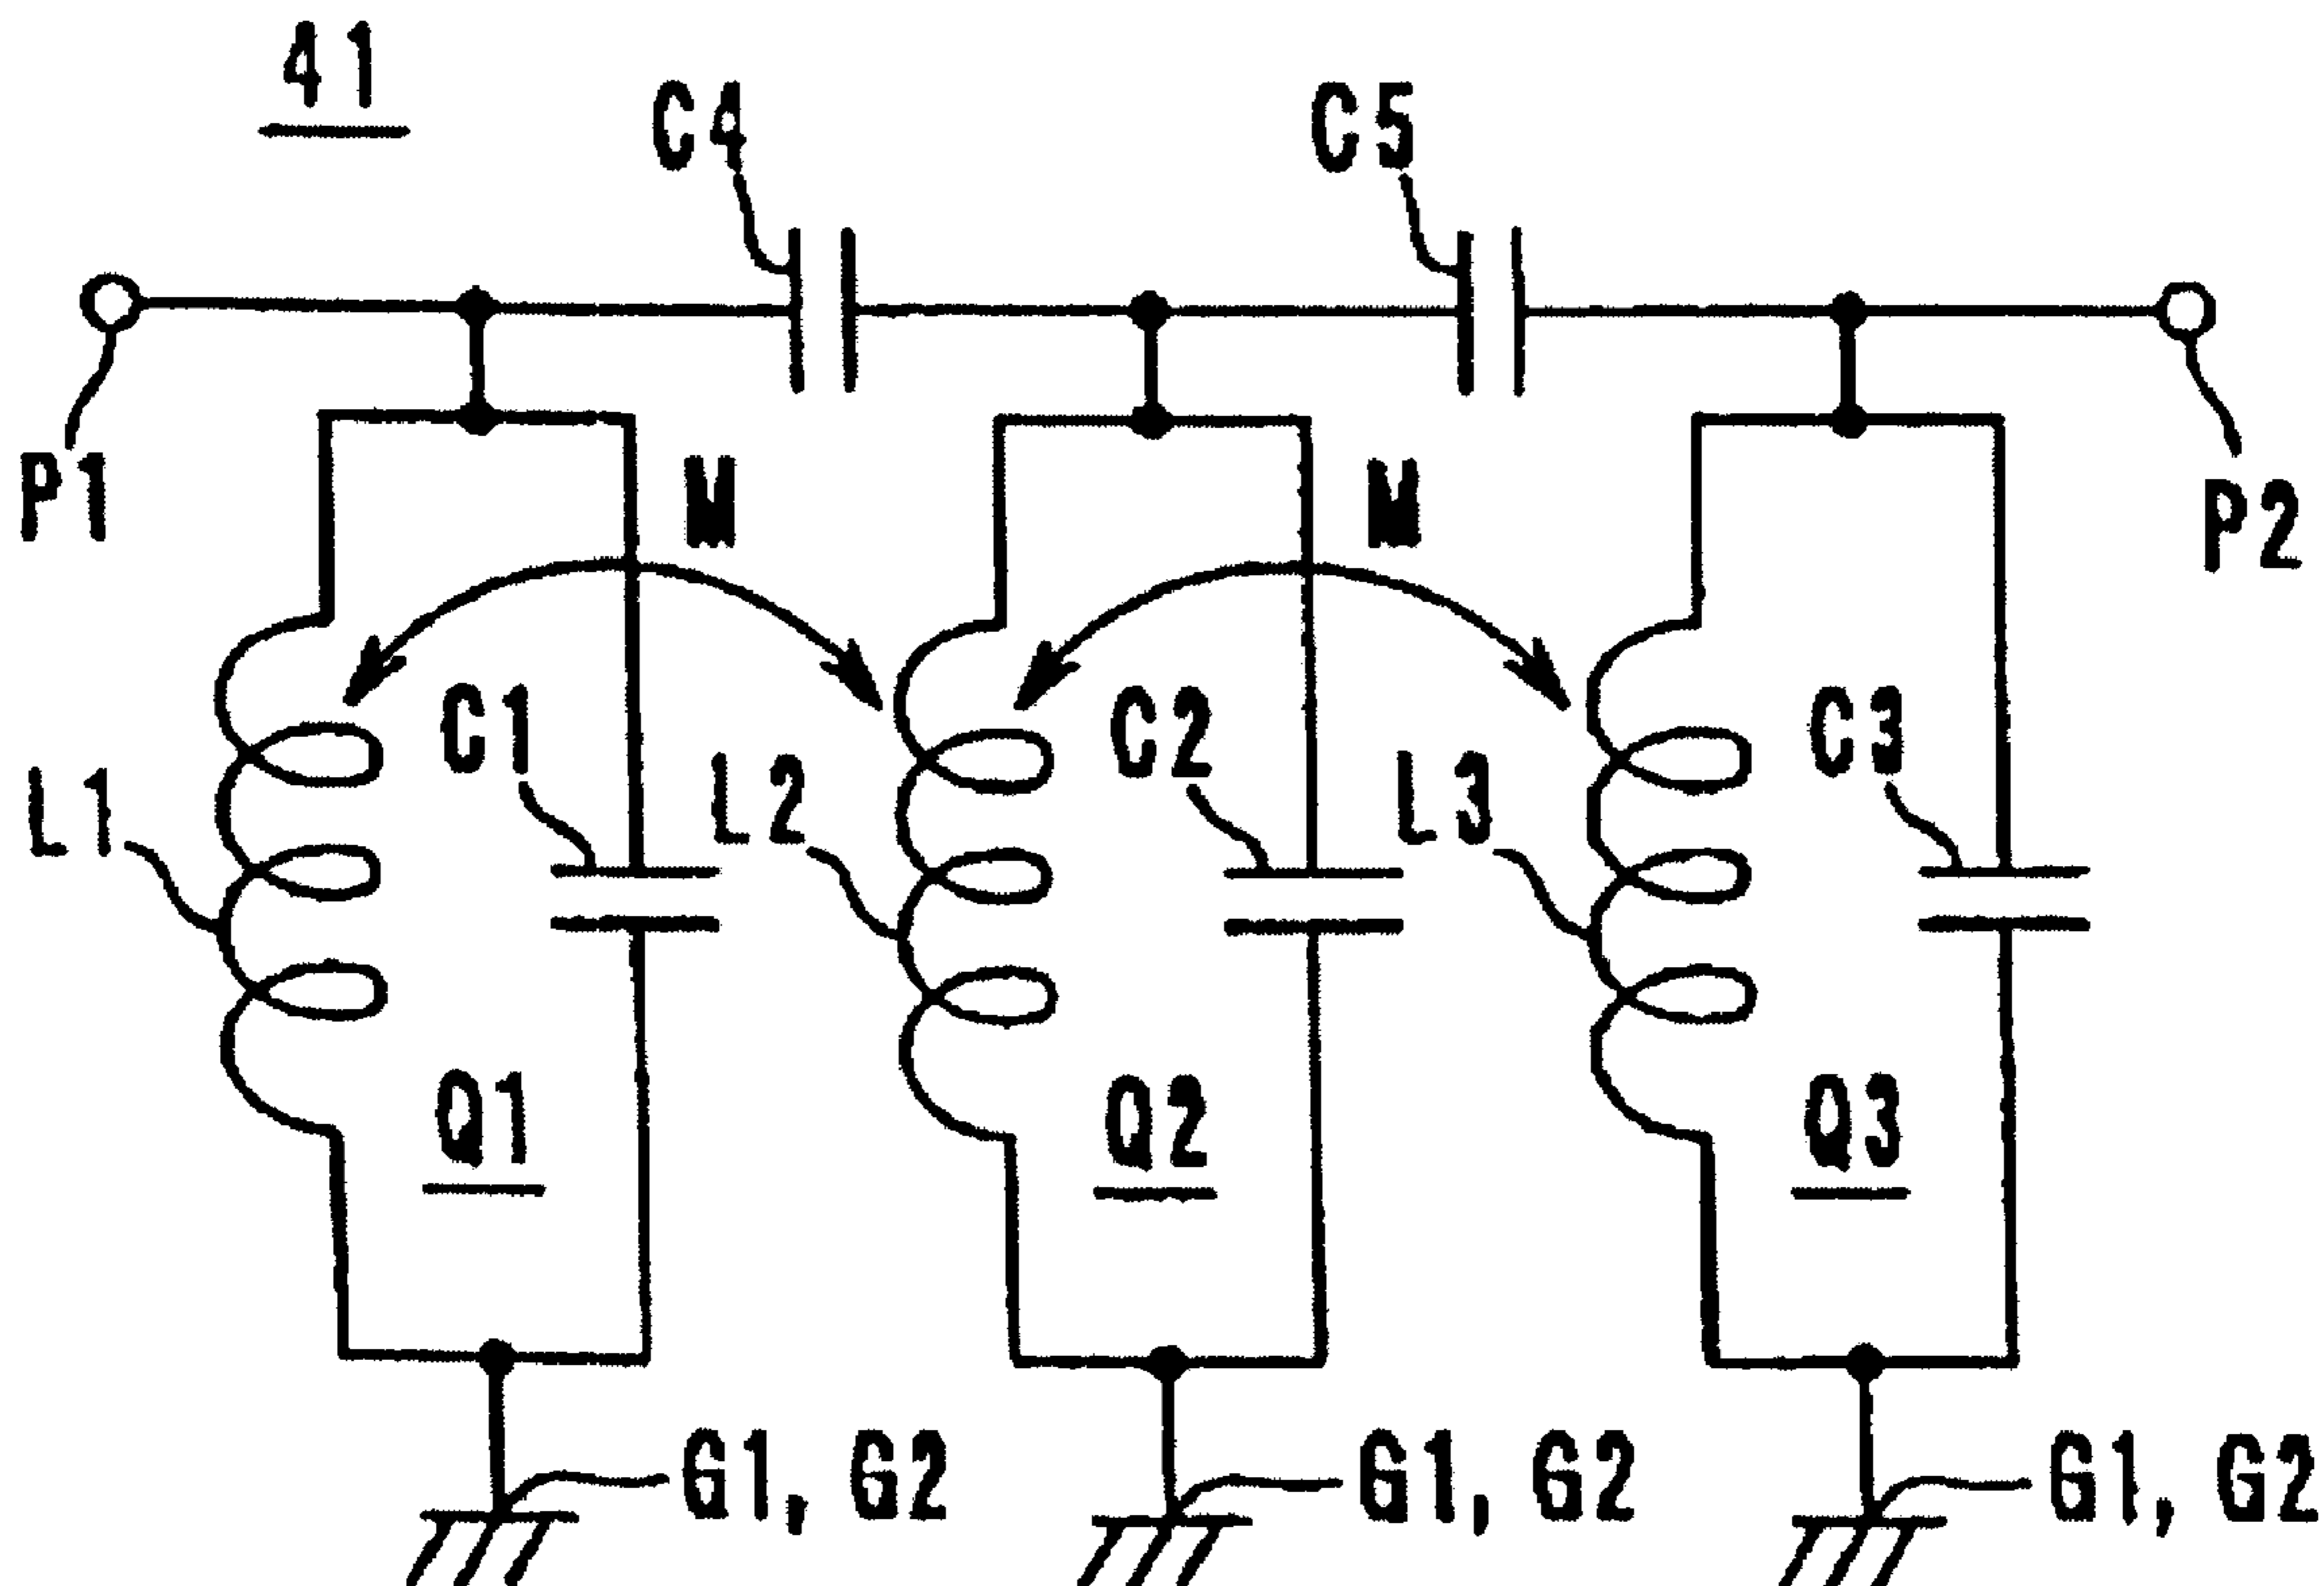 41
C4 C5
P1 M M P2
C1 C2 C3
L1 L2 L3
Q1 Q2 Q3
G1, G2 G1, G2 G1, G2